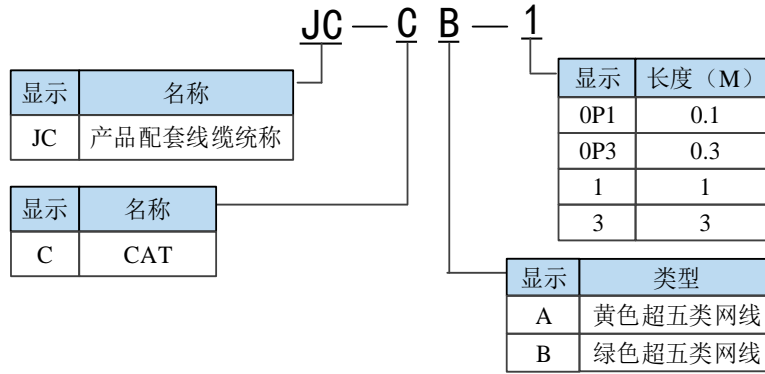 JC — C B — 1
显示 名称
JC 产品配套线缆统称
显示 名称
C CAT
显示 长度（M）
0P1 0.1
0P3 0.3
1 1
3 3
显示 类型
A 黄色超五类网线
B 绿色超五类网线